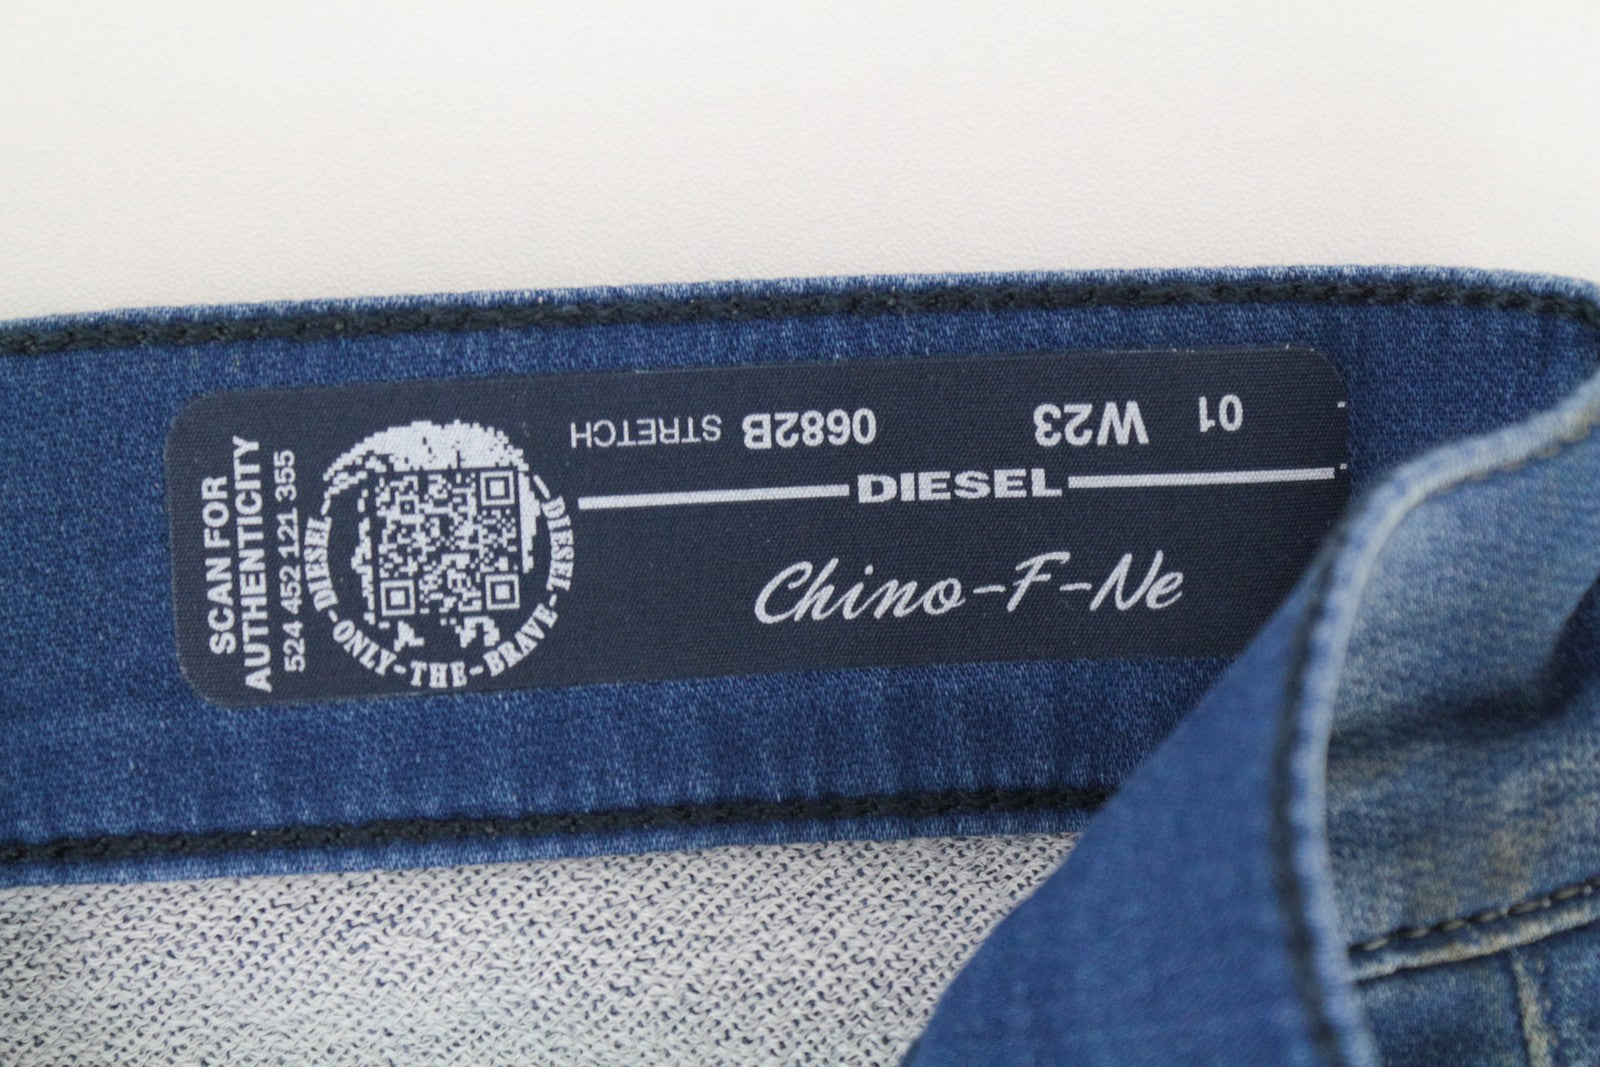 SCAN FOR
AUTHENTICITY
524 452 121 355
DIESEL-ONLY-THE-BRAVE-DIESEL
01 W23 0682B STRETCH
DIESEL
Chino-F-Ne